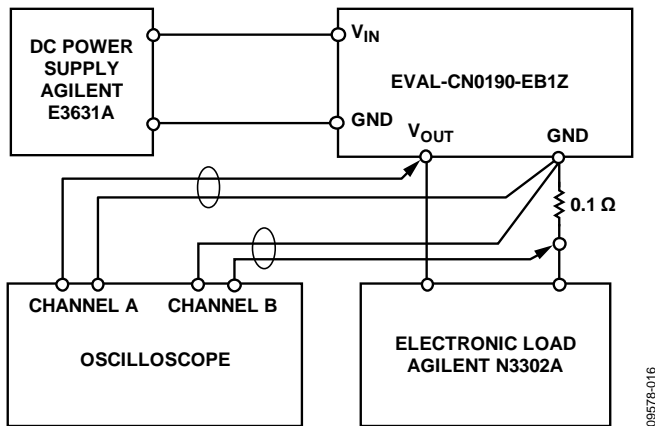 DC POWER
SUPPLY
AGILENT
E3631A
VIN
GND
EVAL-CN0190-EB1Z
VOUT
GND
0.1 Ω
CHANNEL A
CHANNEL B
OSCILLOSCOPE
ELECTRONIC LOAD
AGILENT N3302A
09578-016